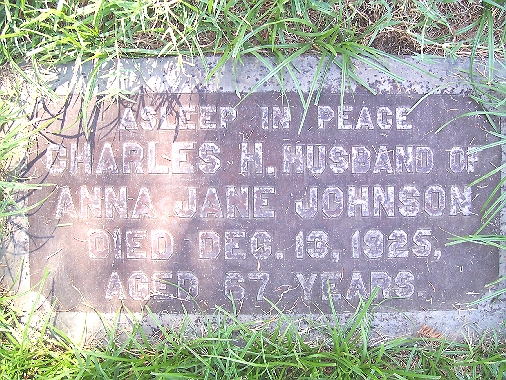 ASLEEP IN PEACE
CHARLES H. HUSBAND OF
ANNA JANE JOHNSON
DIED DEC. 13, 1925,
AGED 67 YEARS.